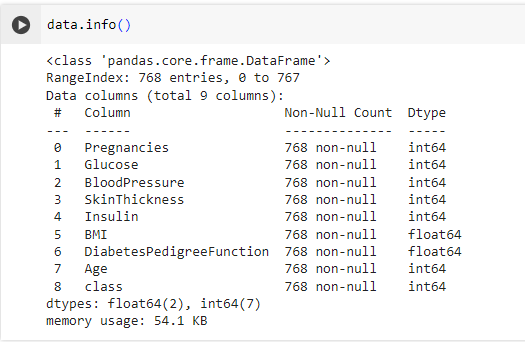 data.info()
<class 'pandas.core.frame.DataFrame'>
RangeIndex: 768 entries, 0 to 767
Data columns (total 9 columns):
 #   Column                    Non-Null Count  Dtype
---  ------                    --------------  -----
 0   Pregnancies               768 non-null    int64
 1   Glucose                   768 non-null    int64
 2   BloodPressure             768 non-null    int64
 3   SkinThickness             768 non-null    int64
 4   Insulin                   768 non-null    int64
 5   BMI                       768 non-null    float64
 6   DiabetesPedigreeFunction  768 non-null    float64
 7   Age                       768 non-null    int64
 8   class                     768 non-null    int64
dtypes: float64(2), int64(7)
memory usage: 54.1 KB